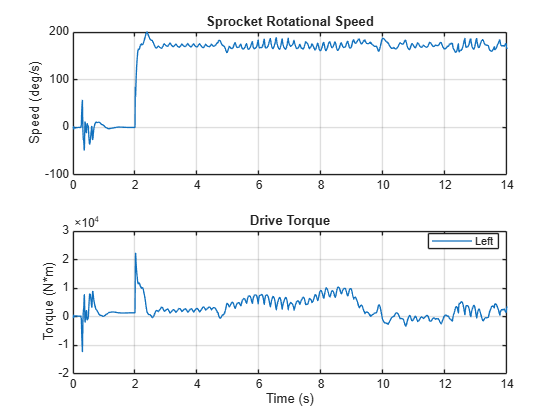 Sprocket Rotational Speed
200
100
0
-100
Speed (deg/s)
0 2 4 6 8 10 12 14
Drive Torque
×10⁴
3
2
1
0
-1
-2
Torque (N*m)
Left
0 2 4 6 8 10 12 14
Time (s)